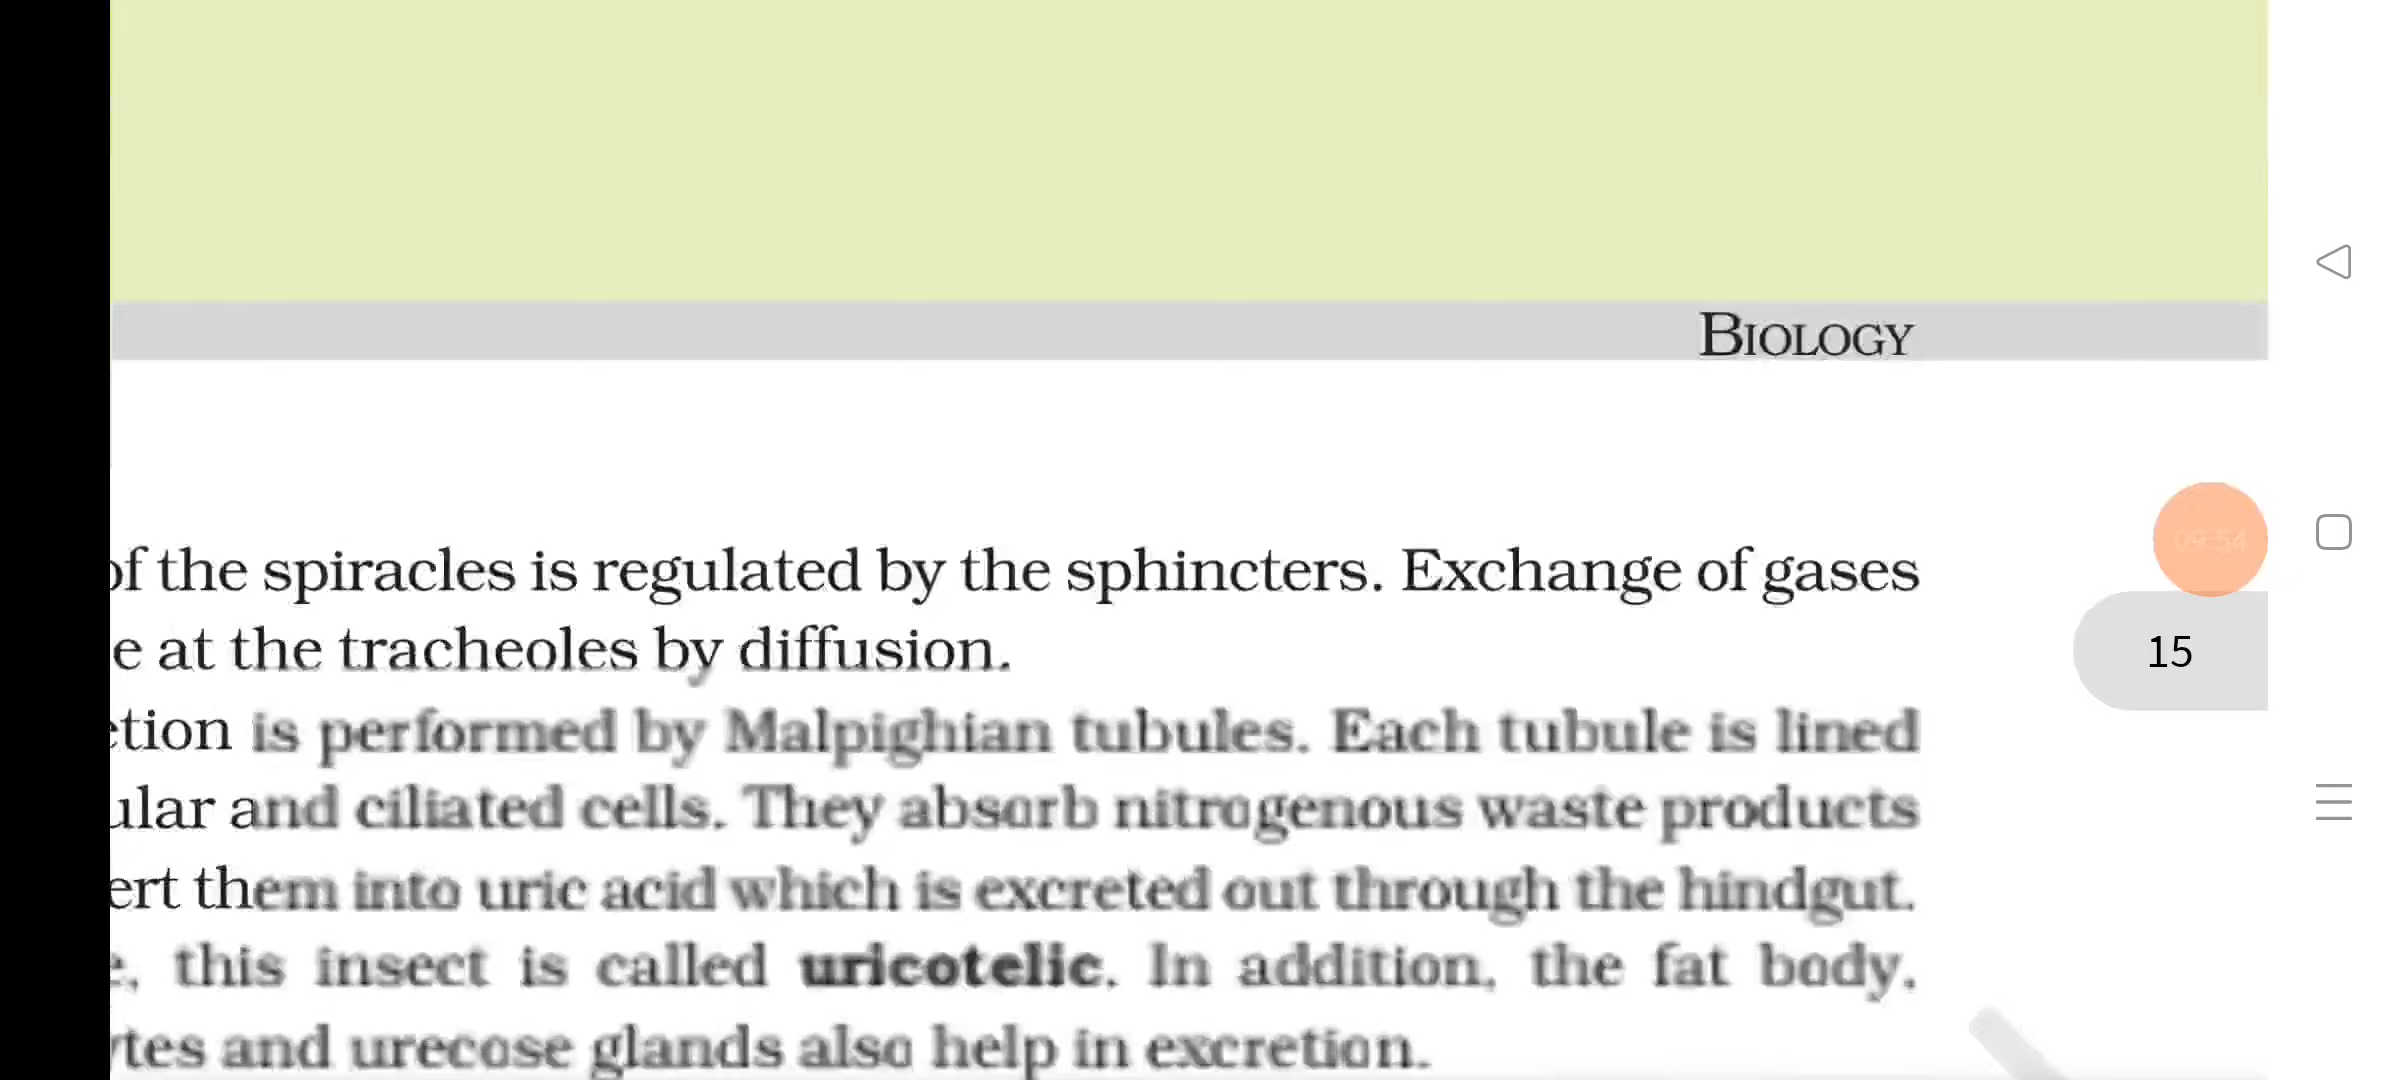 BIOLOGY
of the spiracles is regulated by the sphincters. Exchange of gases
09:54
e at the tracheoles by diffusion.
15
tion is performed by Malpighian tubules. Each tubule is lined
ular and ciliated cells. They absorb nitrogenous waste products
ert them into uric acid which is excreted out through the hindgut.
e, this insect is called uricotelic. In addition, the fat body,
tes and urecose glands also help in excretion.